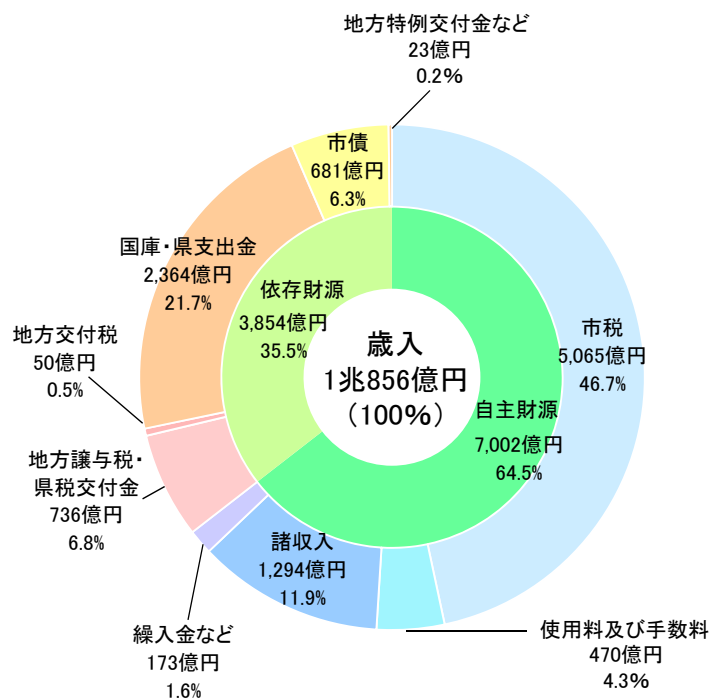 地方特例交付金など
23億円
0.2%
市債
681億円
6.3%
国庫・県支出金
2,364億円
21.7%
依存財源
3,854億円
35.5%
地方交付税
50億円
0.5%
歳入
1兆856億円
（100%）
市税
5,065億円
46.7%
自主財源
7,002億円
64.5%
地方譲与税・
県税交付金
736億円
6.8%
諸収入
1,294億円
11.9%
繰入金など
173億円
1.6%
使用料及び手数料
470億円
4.3%